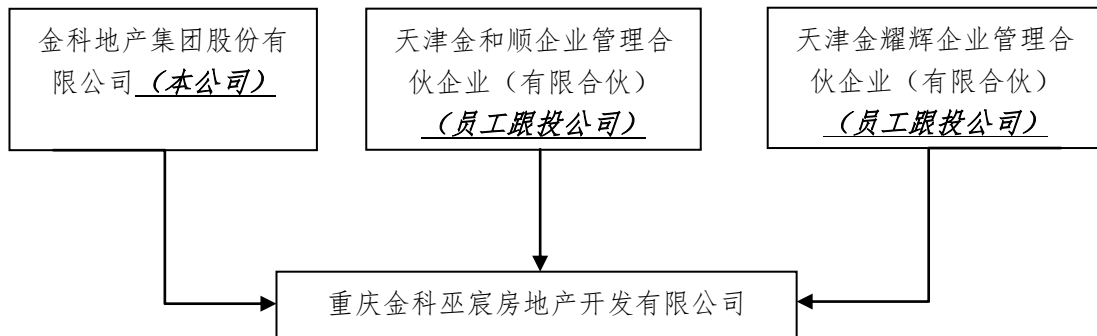 金科地产集团股份有
限公司（本公司）
天津金和顺企业管理合
伙企业（有限合伙）
（员工跟投公司）
天津金耀辉企业管理合
伙企业（有限合伙）
（员工跟投公司）
重庆金科巫宸房地产开发有限公司